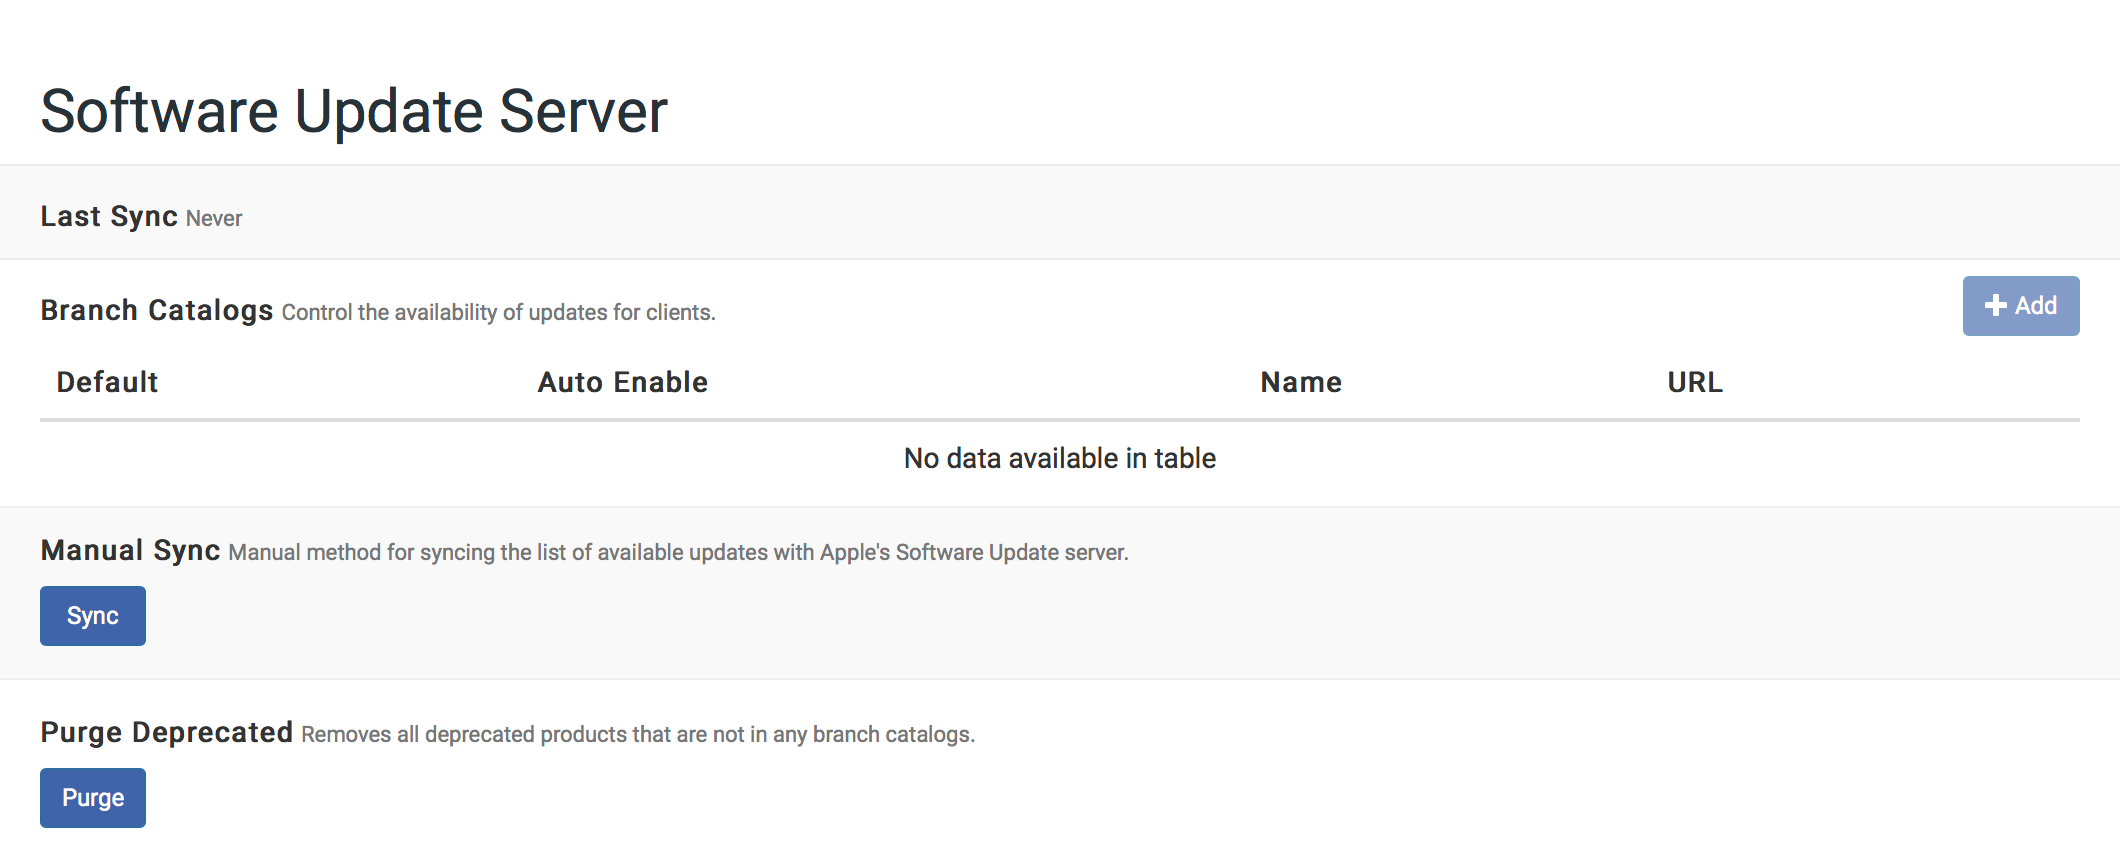 Software Update Server
Last Sync Never
Branch Catalogs Control the availability of updates for clients.
Add
Default Auto Enable Name URL
No data available in table
Manual Sync Manual method for syncing the list of available updates with Apple's Software Update server.
Sync
Purge Deprecated Removes all deprecated products that are not in any branch catalogs.
Purge